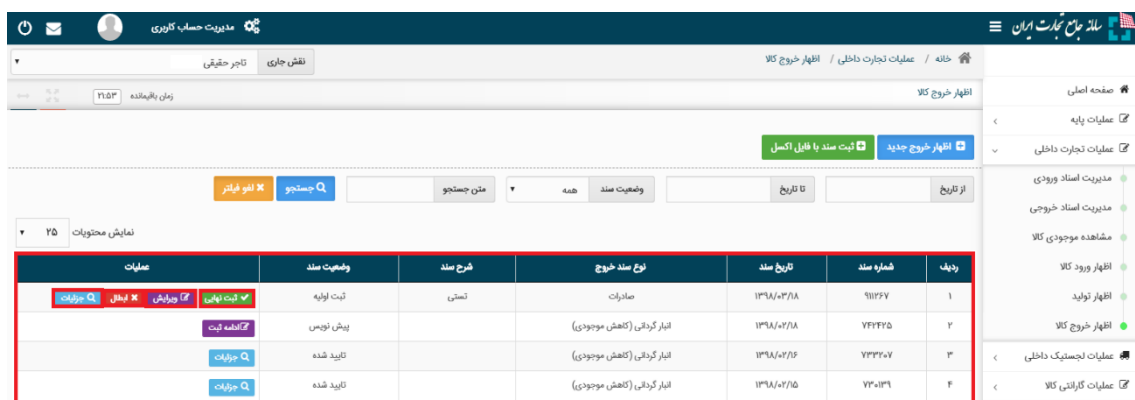 سامانه جامع تجارت ایران
مدیریت حساب کاربری
خانه / عملیات تجارت داخلی / اظهار خروج کالا
نقش جاری
تاجر حقیقی
صفحه اصلی
عملیات پایه
عملیات تجارت داخلی
مدیریت اسناد ورودی
مدیریت اسناد خروجی
مشاهده موجودی کالا
اظهار ورود کالا
اظهار تولید
اظهار خروج کالا
عملیات لجستیک داخلی
عملیات گارانتی کالا
اظهار خروج کالا
زمان باقیمانده ۲۱:۵۳
اظهار خروج جدید
ثبت سند با فایل اکسل
از تاریخ
تا تاریخ
وضعیت سند
همه
متن جستجو
جستجو
لغو فیلتر
نمایش محتویات ۲۵
ردیف شماره سند تاریخ سند نوع سند خروج شرح سند وضعیت سند عملیات
۱ ۹۱۱۲۶۷ ۱۳۹۸/۰۳/۱۸ صادرات تستی ثبت اولیه ثبت نهایی ویرایش ابطال جزئیات
۲ ۷۴۲۴۲۵ ۱۳۹۸/۰۲/۱۸ انبار گردانی (کاهش موجودی) پیش نویس ادامه ثبت
۳ ۷۳۳۲۰۷ ۱۳۹۸/۰۲/۱۶ انبار گردانی (کاهش موجودی) تایید شده جزئیات
۴ ۷۳۰۱۳۹ ۱۳۹۸/۰۲/۱۵ انبار گردانی (کاهش موجودی) تایید شده جزئیات